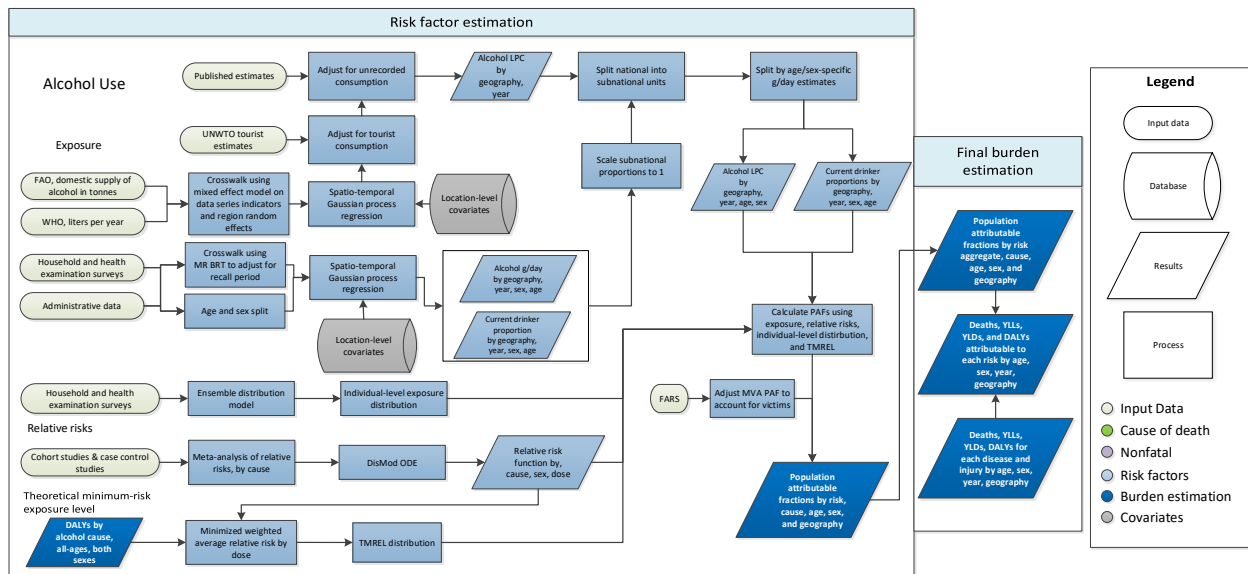 Risk factor estimation
Alcohol Use
Published estimates
Adjust for unrecorded
consumption
Alcohol LPC
by
geography,
year
Split national into
subnational units
Split by age/sex-specific
g/day estimates
Exposure
UNWTO tourist
estimates
Adjust for tourist
consumption
Scale subnational
proportions to 1
Alcohol LPC
by
geography,
year, age, sex
Current drinker
proportions by
geography,
year, sex, age
FAO, domestic supply of
alcohol in tonnes
WHO, liters per year
Crosswalk using
mixed effect model on
data series indicators
and region random
effects
Spatio-temporal
Gaussian process
regression
Location-level
covariates
Household and health
examination surveys
Administrative data
Crosswalk using
MR BRT to adjust for
recall period
Age and sex split
Spatio-temporal
Gaussian process
regression
Location-level
covariates
Alcohol g/day
by geography,
year, sex, age
Current drinker
proportion
by geography,
year, sex, age
Calculate PAFs using
exposure, relative risks,
individual-level distirbution,
and TMREL
Household and health
examination surveys
Ensemble distribution
model
Individual-level exposure
distribution
FARS
Adjust MVA PAF to
account for victims
Relative risks
Cohort studies & case control
studies
Meta-analysis of
relative risks, by cause
DisMod ODE
Relative risk
function by,
cause, sex, dose
Population
attributable
fractions by risk,
cause, age, sex,
and geography
Theoretical minimum-risk
exposure level
DALYs by
alcohol cause,
all-ages, both
sexes
Minimized weighted
average relative risk by
dose
TMREL distribution
Final burden
estimation
Population
attributable
fractions by risk
aggregate, cause,
age, sex, and
geography
Deaths, YLLs,
YLDs, and DALYs
attributable to
each risk by age,
sex, year,
geography
Deaths, YLLs,
YLDs, DALYs for
each disease and
injury by age, sex,
year, geography
Legend
Input data
Database
Results
Process
Input Data
Cause of death
Nonfatal
Risk factors
Burden estimation
Covariates